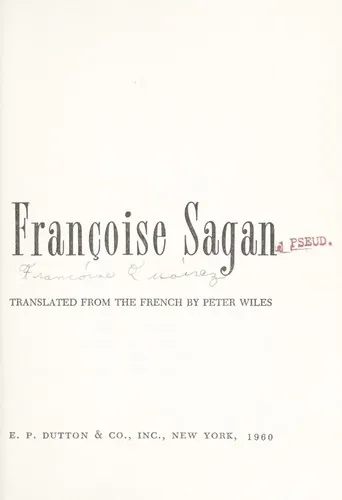 Françoise Sagan, PSEUD.
Françoise Quoirez
TRANSLATED FROM THE FRENCH BY PETER WILES
E. P. DUTTON & CO., INC., NEW YORK, 1960